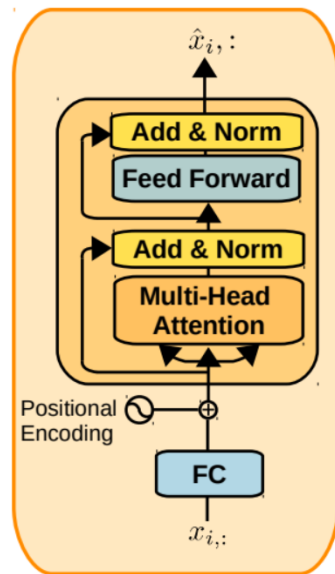 x̂ᵢ,:
Add & Norm
Feed Forward
Add & Norm
Multi-Head
Attention
Positional
Encoding
FC
xᵢ,: